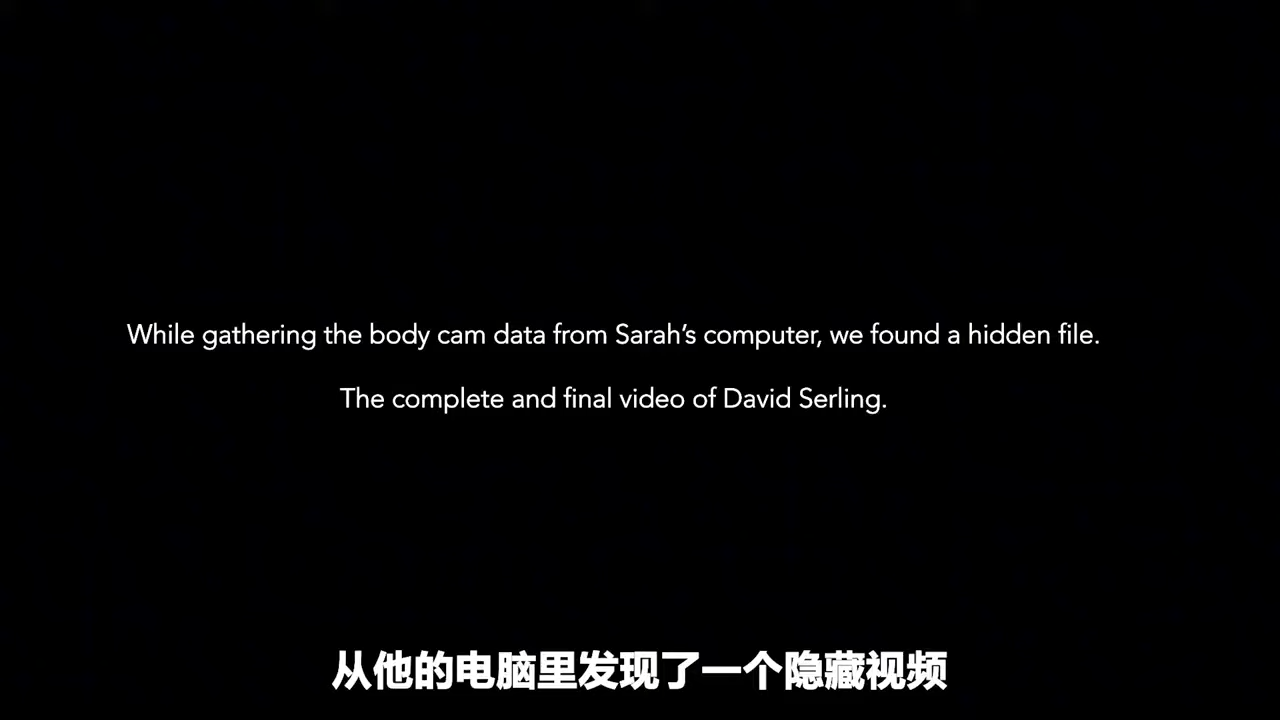 While gathering the body cam data from Sarah’s computer, we found a hidden file.
The complete and final video of David Serling.
从他的电脑里发现了一个隐藏视频